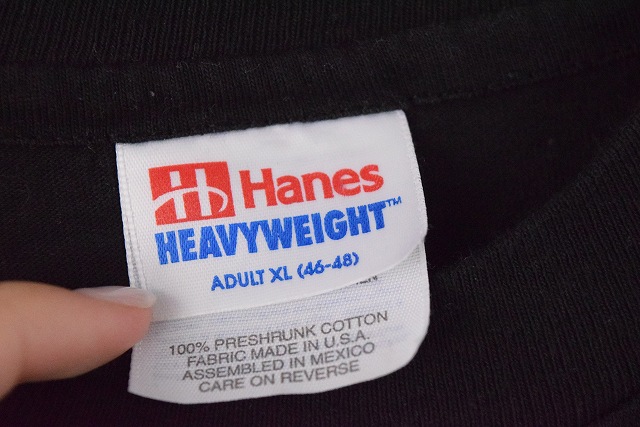 Hanes
HEAVYWEIGHT™
ADULT XL (46-48)
100% PRESHRUNK COTTON
FABRIC MADE IN U.S.A.
ASSEMBLED IN MEXICO
CARE ON REVERSE